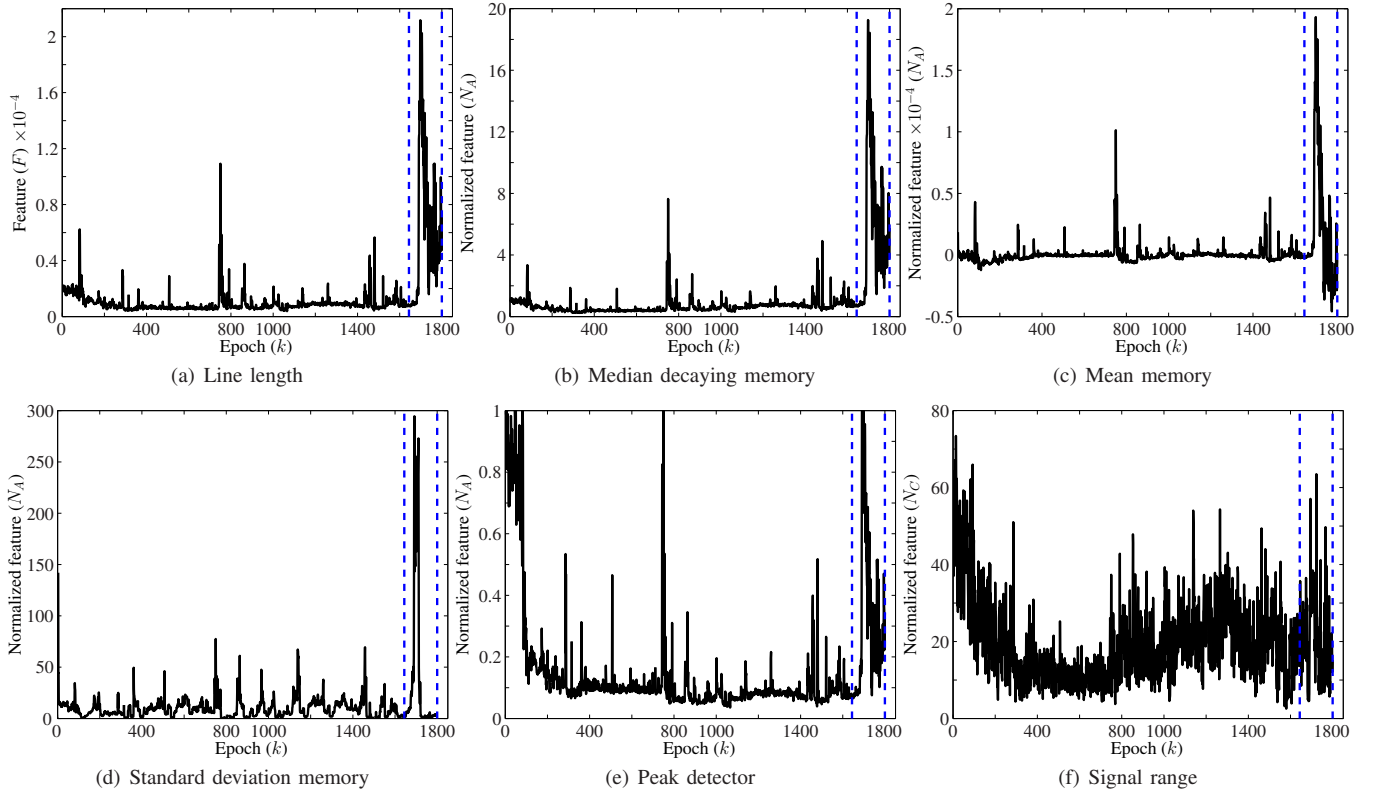 2
1.6
1.2
0.8
0.4
0
Feature (F) ×10−4
0 400 800 1000 1400 1800
Epoch (k)
(a) Line length
20
16
12
8
4
0
Normalized feature (NA)
0 400 800 1000 1400 1800
Epoch (k)
(b) Median decaying memory
2
1.5
1
0.5
0
-0.5
Normalized feature ×10−4 (NA)
0 400 800 1000 1400 1800
Epoch (k)
(c) Mean memory
300
250
200
150
100
50
0
Normalized feature (NA)
0 400 800 1000 1400 1800
Epoch (k)
(d) Standard deviation memory
1
0.8
0.6
0.4
0.2
0
Normalized feature (NA)
0 400 800 1000 1400 1800
Epoch (k)
(e) Peak detector
80
60
40
20
0
Normalized feature (NC)
0 400 800 1000 1400 1800
Epoch (k)
(f) Signal range